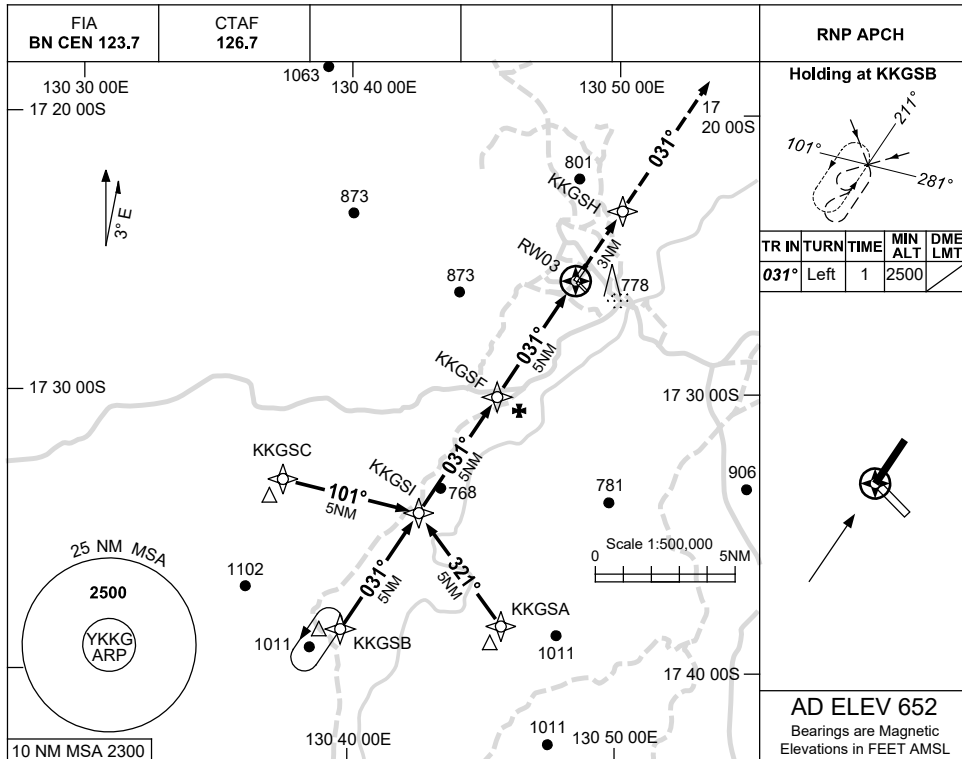 FIA
BN CEN 123.7
CTAF
126.7
RNP APCH
1063
130 30 00E
130 40 00E
130 50 00E
17 20 00S
17
20 00S
3° E
031°
801
KKGSH
873
RW03
3NM
873
778
031°
5NM
KKGSF
17 30 00S
17 30 00S
KKGSC
KKGSI
031°
5NM
101°
5NM
768
781
906
25 NM MSA
2500
YKKG
ARP
10 NM MSA 2300
1102
031°
5NM
321°
5NM
Scale 1:500,000
0
5NM
KKGSA
1011
KKGSB
1011
17 40 00S
130 40 00E
130 50 00E
1011
Holding at KKGSB
211°
101°
281°
TR IN TURN TIME MIN ALT DME LMT
031° Left 1 2500
AD ELEV 652
Bearings are Magnetic
Elevations in FEET AMSL